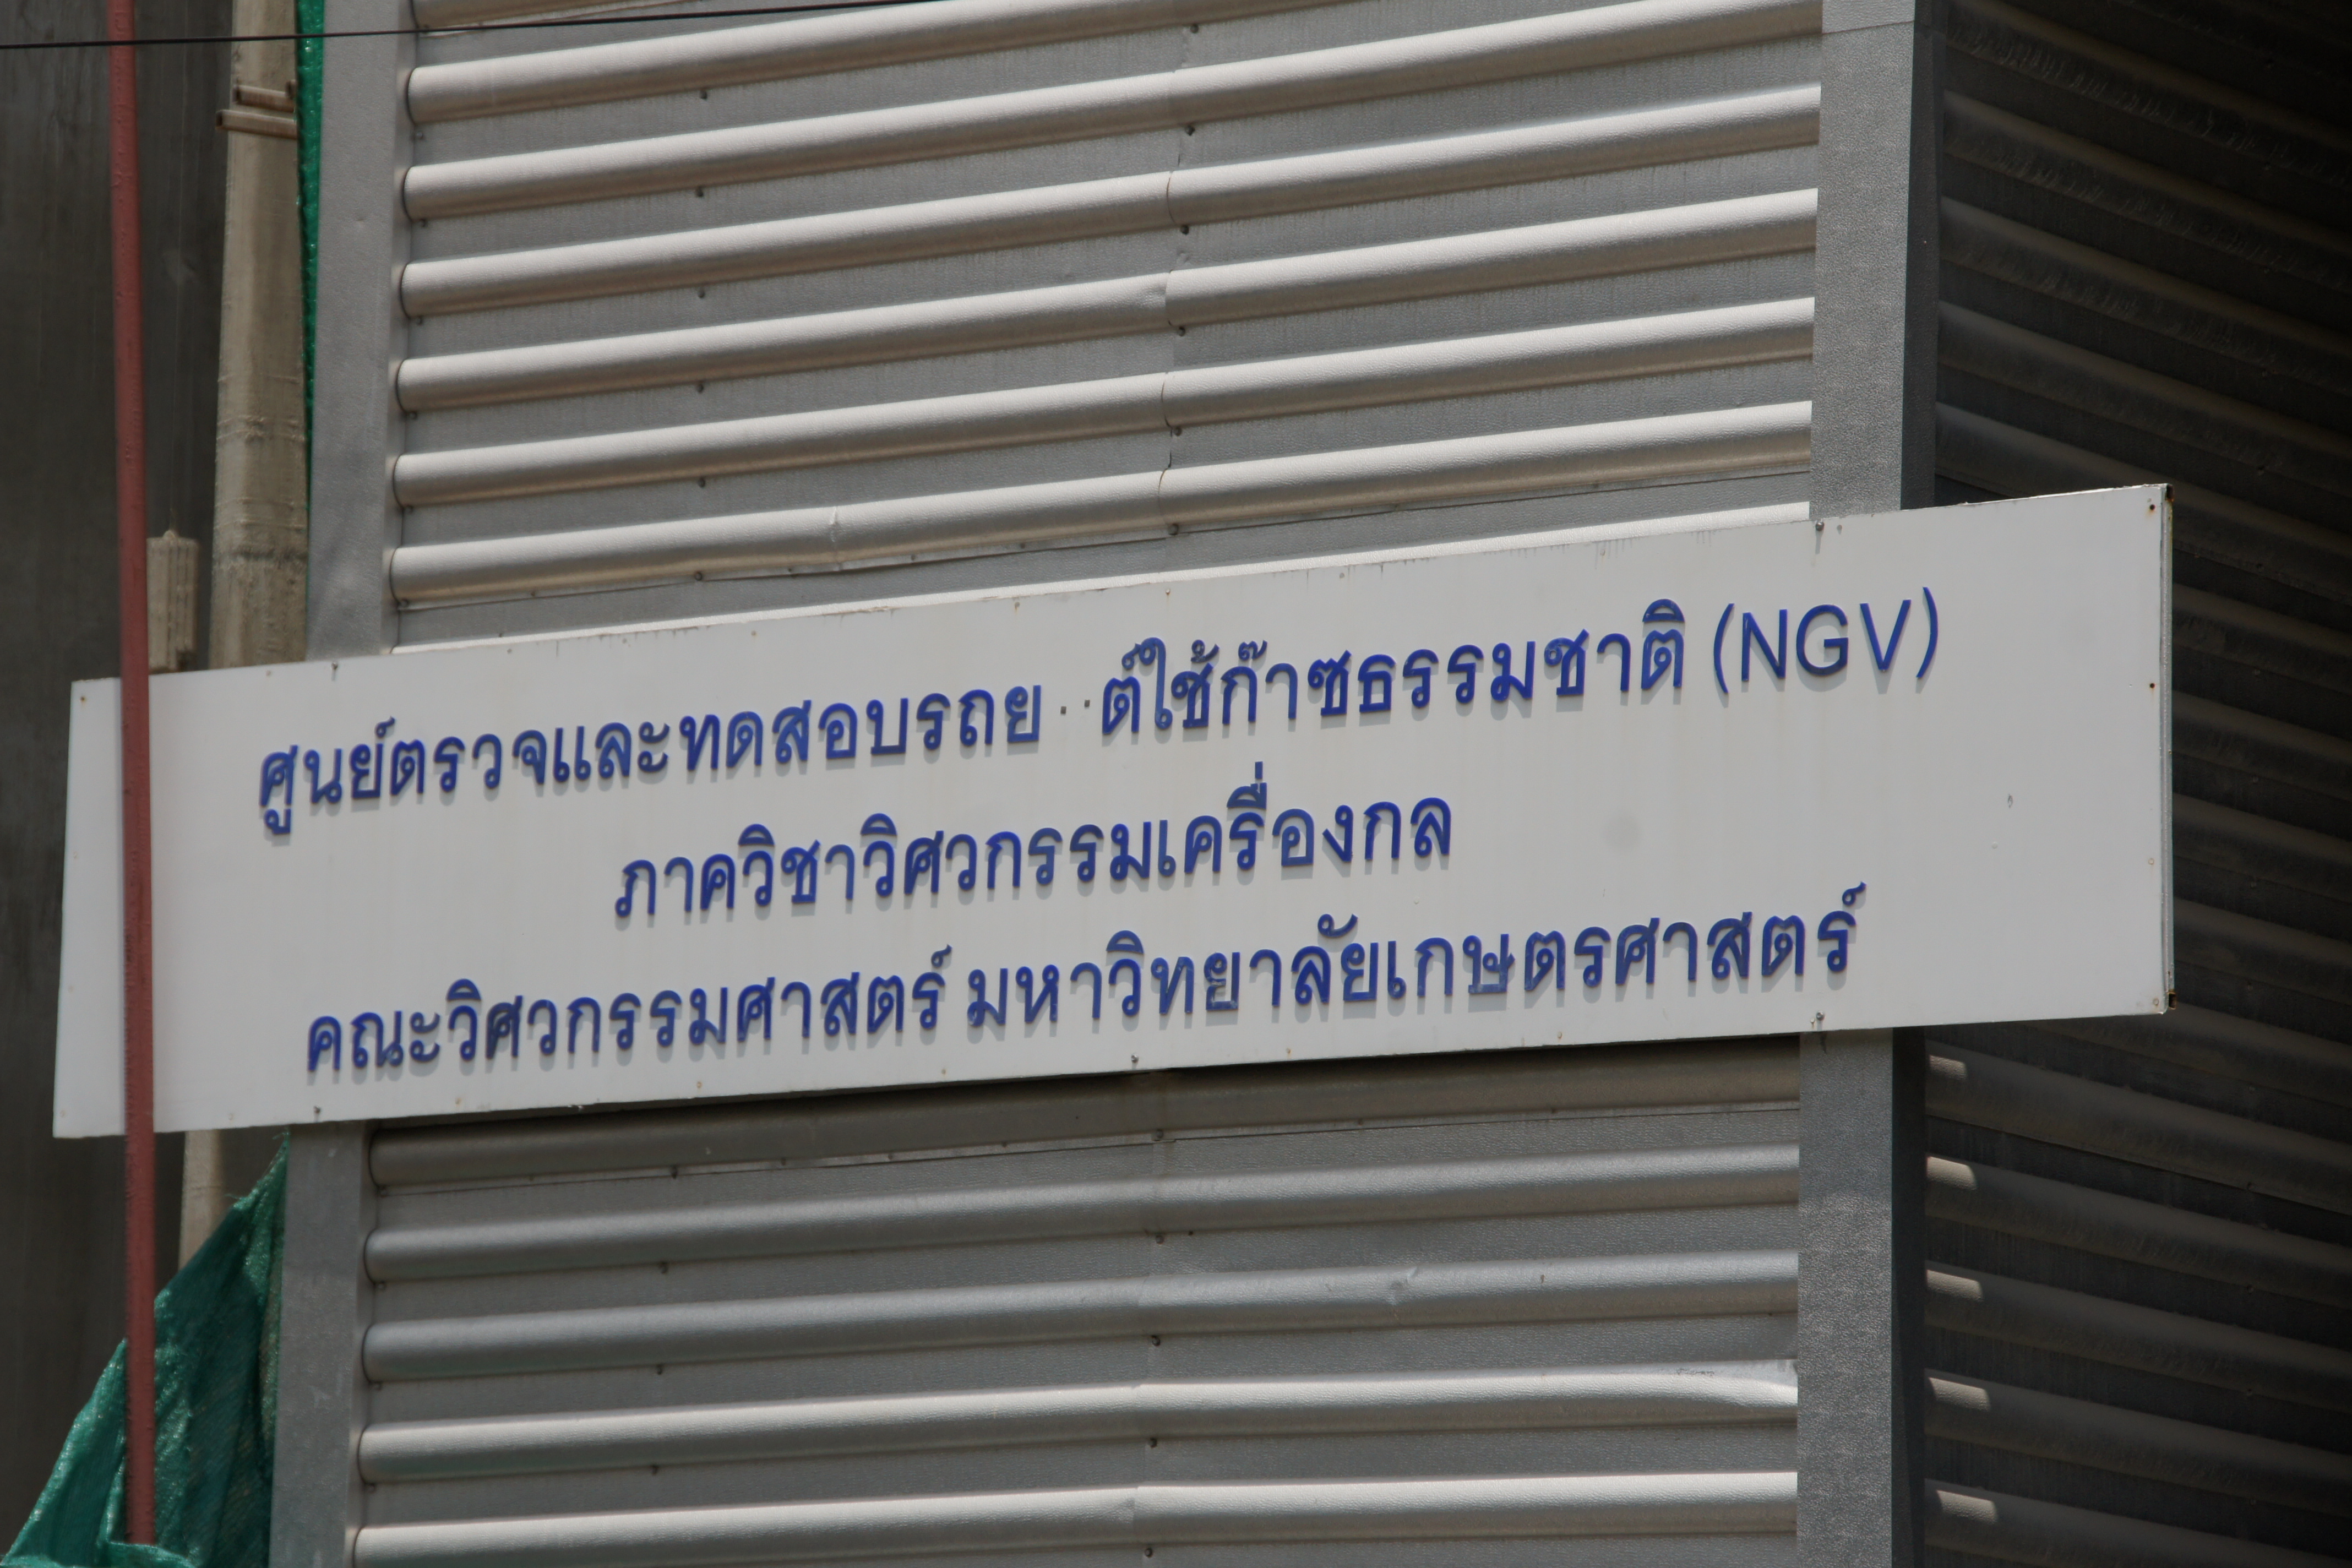 ศูนย์ตรวจและทดสอบรถย ต์ใช้ก๊าซธรรมชาติ (NGV)
ภาควิชาวิศวกรรมเครื่องกล
คณะวิศวกรรมศาสตร์ มหาวิทยาลัยเกษตรศาสตร์